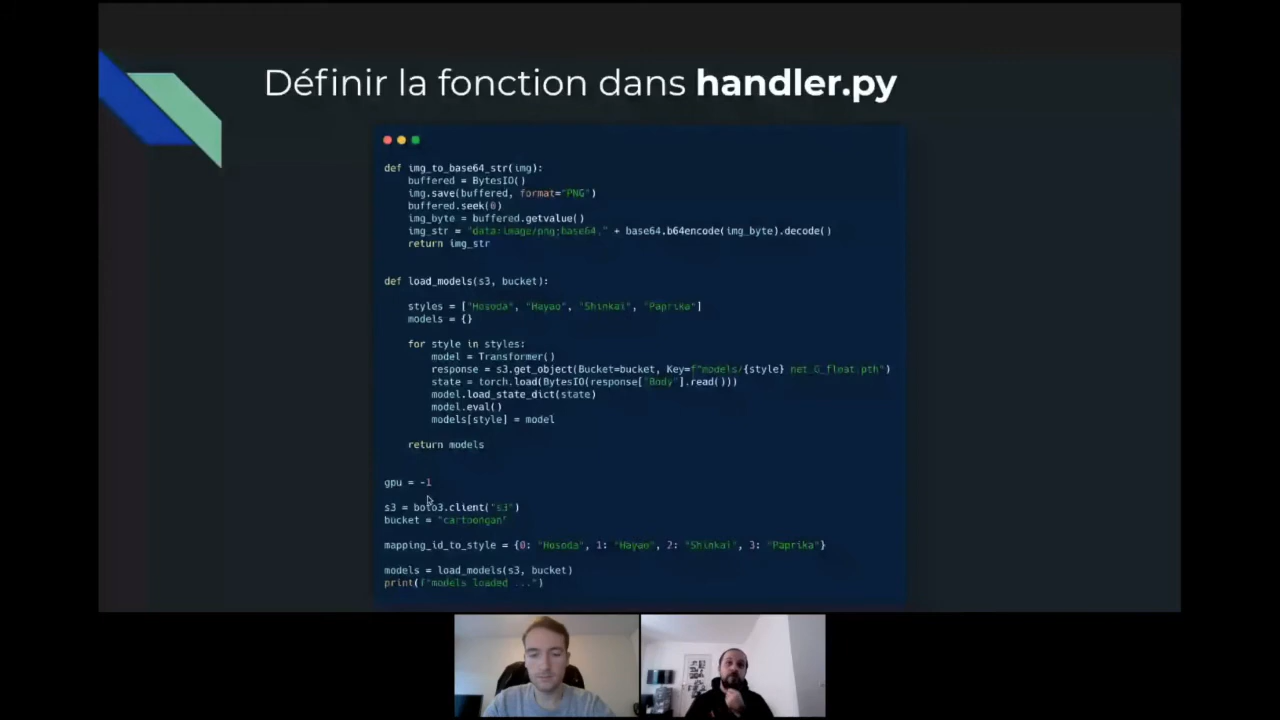 Définir la fonction dans handler.py
def img_to_base64_str(img):
buffered = BytesIO()
img.save(buffered, format="PNG")
buffered.seek(0)
img_byte = buffered.getvalue()
img_str = "data:image/png;base64," + base64.b64encode(img_byte).decode()
return img_str
def load_models(s3, bucket):
styles = ["Hosoda", "Hayao", "Shinkai", "Paprika"]
models = {}
for style in styles:
model = Transformer()
response = s3.get_object(Bucket=bucket, Key=f"models/{style}_net_G_float.pth")
state = torch.load(BytesIO(response["Body"].read()))
model.load_state_dict(state)
model.eval()
models[style] = model
return models
gpu = -1
s3 = boto3.client("s3")
bucket = "cartoongan"
mapping_id_to_style = {0: "Hosoda", 1: "Hayao", 2: "Shinkai", 3: "Paprika"}
models = load_models(s3, bucket)
print(f"models loaded ...")